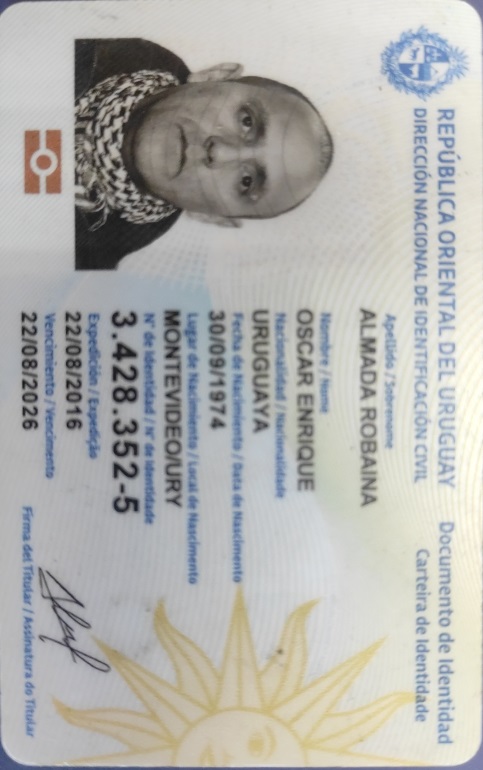 REPÚBLICA ORIENTAL DEL URUGUAY
DIRECCIÓN NACIONAL DE IDENTIFICACIÓN CIVIL
Documento de Identidad
Carteira de Identidade
Apellido / Sobrenome
ALMADA ROBAINA
Nombre / Nome
OSCAR ENRIQUE
Nacionalidad / Nacionalidade
URUGUAYA
Fecha de Nacimiento / Data de Nascimento
30/09/1974
Lugar de Nacimiento / Local de Nascimento
MONTEVIDEO/URY
N° de Identidad / N° de Identidade
3.428.352-5
Expedición / Expedição
22/08/2016
Vencimiento / Vencimento
22/08/2026
Firma del Titular / Assinatura do Titular